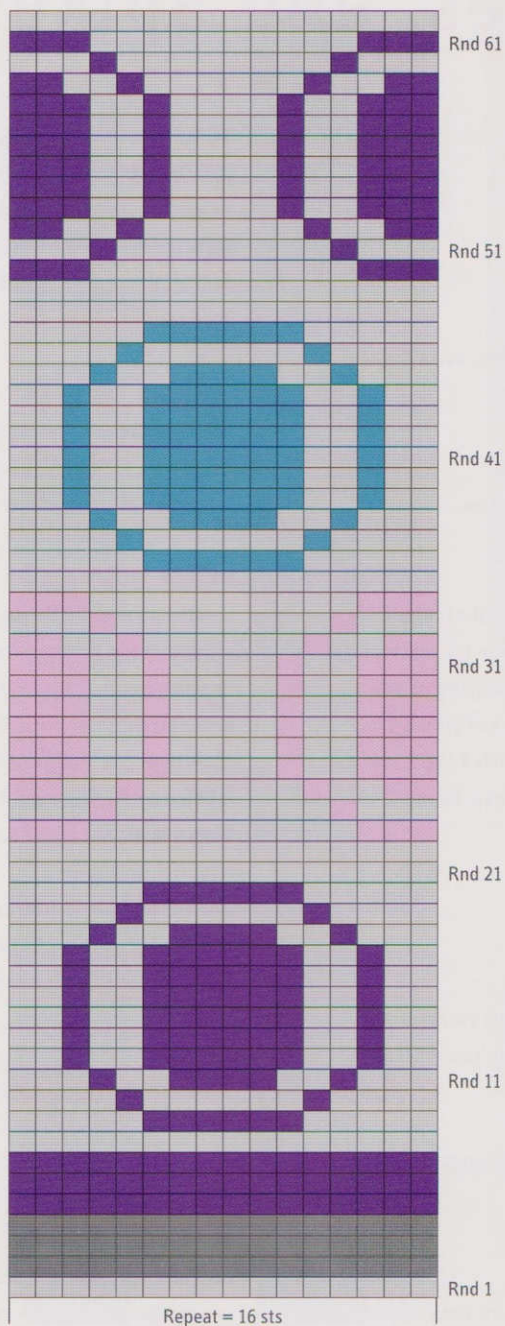 Rnd 61
Rnd 51
Rnd 41
Rnd 31
Rnd 21
Rnd 11
Rnd 1
Repeat = 16 sts